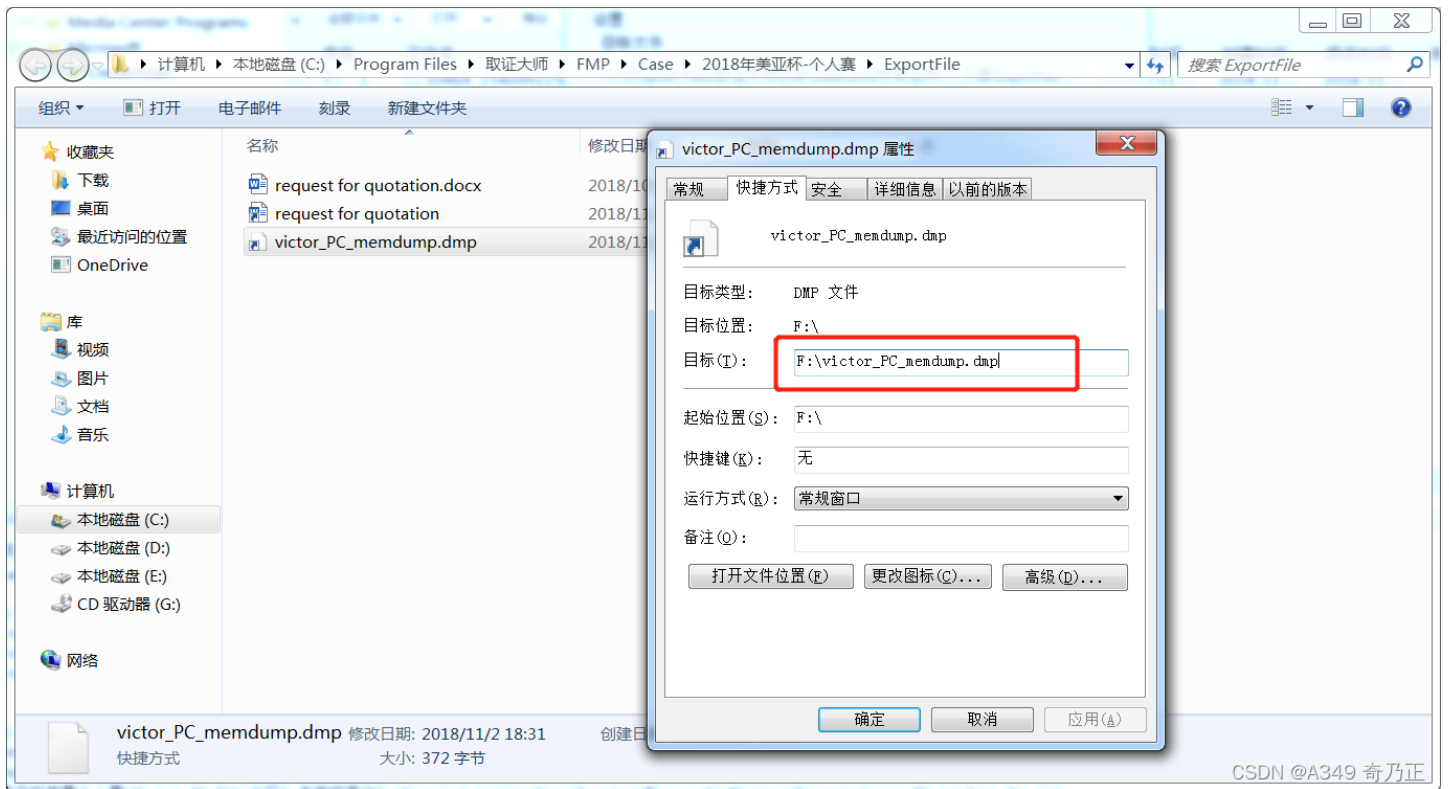 计算机 本地磁盘 (C:) Program Files 取证大师 FMP Case 2018年美亚杯-个人赛 ExportFile
搜索 ExportFile
组织 打开 电子邮件 刻录 新建文件夹
收藏夹
下载
桌面
最近访问的位置
OneDrive
库
视频
图片
文档
音乐
计算机
本地磁盘 (C:)
本地磁盘 (D:)
本地磁盘 (E:)
CD 驱动器 (G:)
网络
名称 修改日期
request for quotation.docx 2018/10
request for quotation 2018/11
victor_PC_memdump.dmp 2018/11
victor_PC_memdump.dmp 属性
常规 快捷方式 安全 详细信息 以前的版本
victor_PC_memdump.dmp
目标类型: DMP 文件
目标位置: F:\
目标(T): F:\victor_PC_memdump.dmp
起始位置(S): F:\
快捷键(K): 无
运行方式(R): 常规窗口
备注(O):
打开文件位置(F) 更改图标(C)... 高级(D)...
确定 取消 应用(A)
victor_PC_memdump.dmp 修改日期: 2018/11/2 18:31 创建日
快捷方式 大小: 372 字节
CSDN @A349 奇乃正